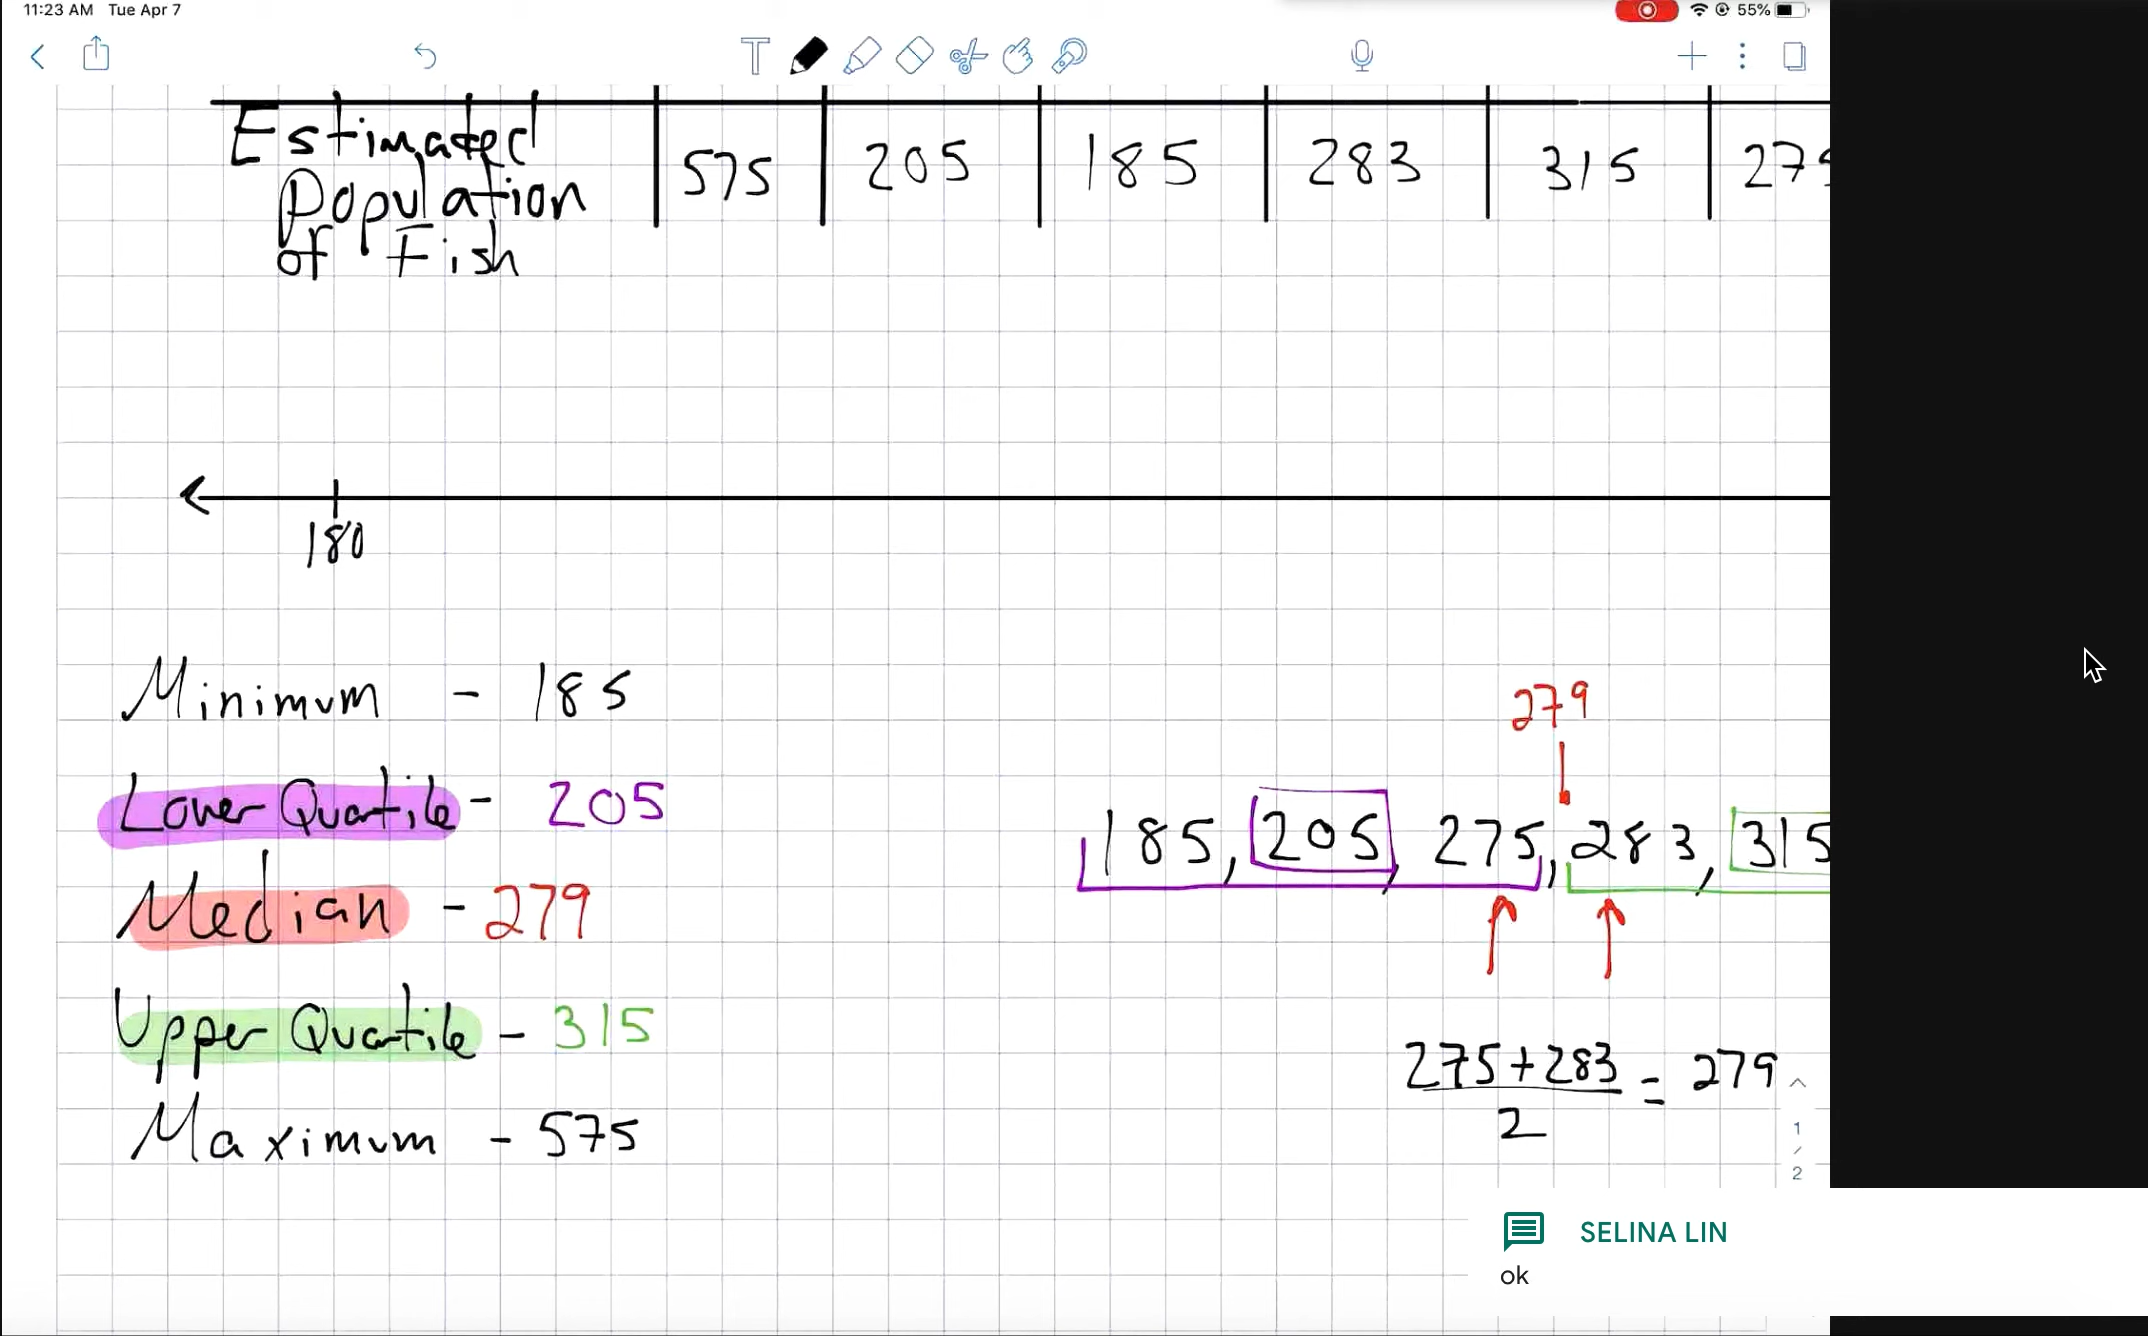 11:23 AM Tue Apr 7
55%
Estimated Population of Fish 575 205 185 283 315 275
180
Minimum - 185
Lower Quartile - 205
Median - 279
Upper Quartile - 315
Maximum - 575
279
185, 205, 275, 283, 315
275+283
2
= 279
1
/
2
SELINA LIN
ok